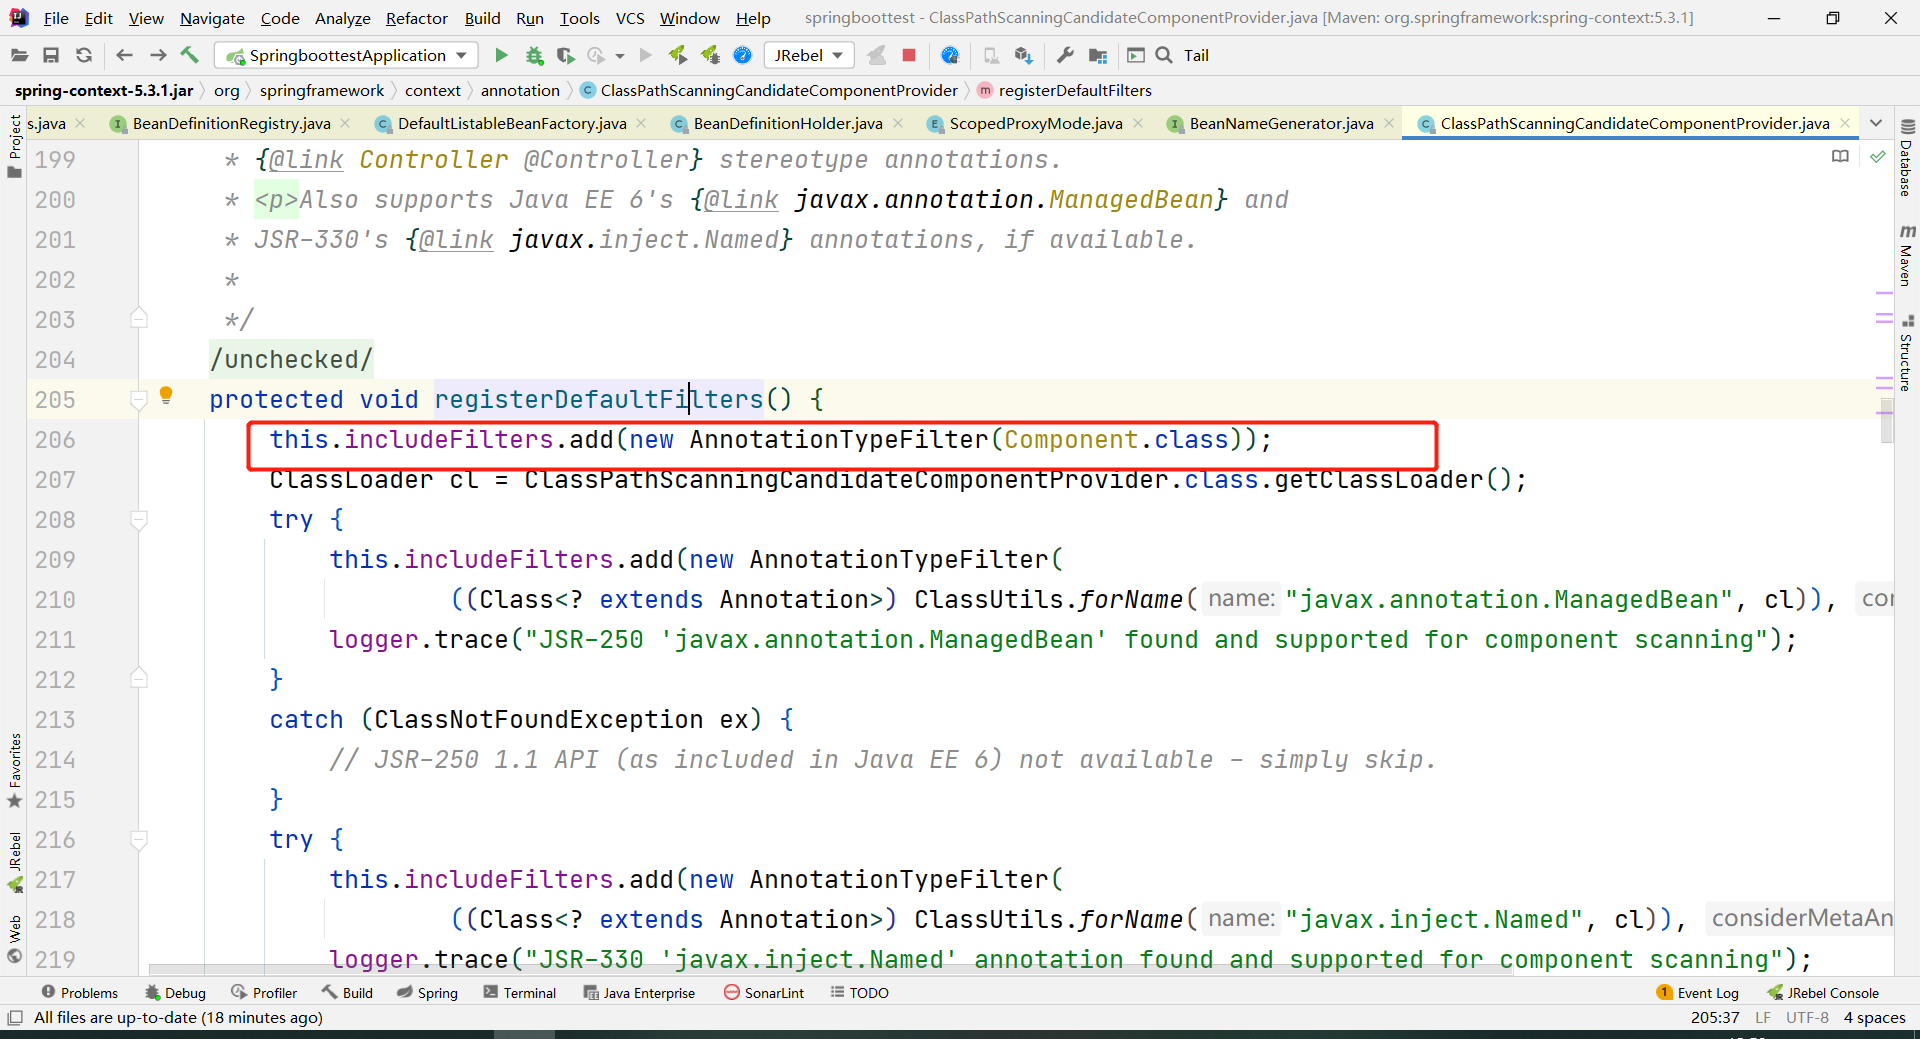 File Edit View Navigate Code Analyze Refactor Build Run Tools VCS Window Help springboottest - ClassPathScanningCandidateComponentProvider.java [Maven: org.springframework:spring-context:5.3.1]
SpringboottestApplication JRebel Tail
spring-context-5.3.1.jar org springframework context annotation ClassPathScanningCandidateComponentProvider registerDefaultFilters
s.java BeanDefinitionRegistry.java DefaultListableBeanFactory.java BeanDefinitionHolder.java ScopedProxyMode.java BeanNameGenerator.java ClassPathScanningCandidateComponentProvider.java
Project
Favorites
JRebel
Web
Database
Maven
Structure
199 * {@link Controller @Controller} stereotype annotations.
200 * <p>Also supports Java EE 6's {@link javax.annotation.ManagedBean} and
201 * JSR-330's {@link javax.inject.Named} annotations, if available.
202 *
203 */
204 /unchecked/
205 protected void registerDefaultFilters() {
206 this.includeFilters.add(new AnnotationTypeFilter(Component.class));
207 ClassLoader cl = ClassPathScanningCandidateComponentProvider.class.getClassLoader();
208 try {
209 this.includeFilters.add(new AnnotationTypeFilter(
210 ((Class<? extends Annotation>) ClassUtils.forName( name: "javax.annotation.ManagedBean", cl)), con
211 logger.trace("JSR-250 'javax.annotation.ManagedBean' found and supported for component scanning");
212 }
213 catch (ClassNotFoundException ex) {
214 // JSR-250 1.1 API (as included in Java EE 6) not available - simply skip.
215 }
216 try {
217 this.includeFilters.add(new AnnotationTypeFilter(
218 ((Class<? extends Annotation>) ClassUtils.forName( name: "javax.inject.Named", cl)), considerMetaAn
219 logger.trace("JSR-330 'javax.inject.Named' annotation found and supported for component scanning");
Problems Debug Profiler Build Spring Terminal Java Enterprise SonarLint TODO 1 Event Log JRebel Console
All files are up-to-date (18 minutes ago) 205:37 LF UTF-8 4 spaces